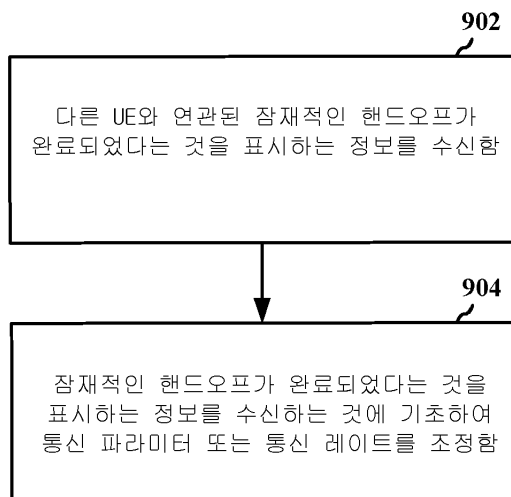 902
다른 UE와 연관된 잠재적인 핸드오프가
완료되었다는 것을 표시하는 정보를 수신함
904
잠재적인 핸드오프가 완료되었다는 것을
표시하는 정보를 수신하는 것에 기초하여
통신 파라미터 또는 통신 레이트를 조정함